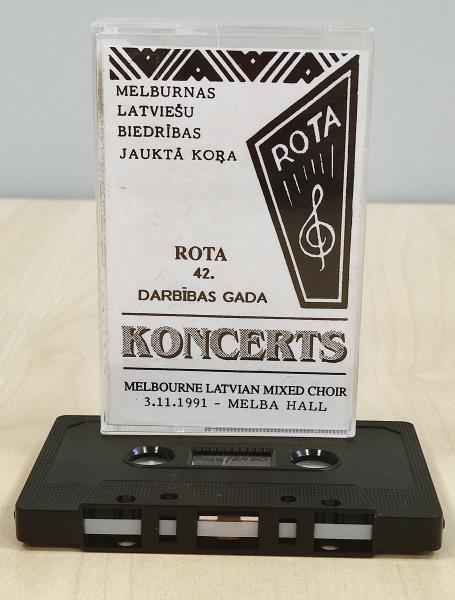 MELBURNAS
LATVIEŠU
BIEDRĪBAS
JAUKTĀ KOŖA
ROTA
ROTA
42.
DARBĪBAS GADA
KONCERTS
MELBOURNE LATVIAN MIXED CHOIR
3.11.1991 - MELBA HALL